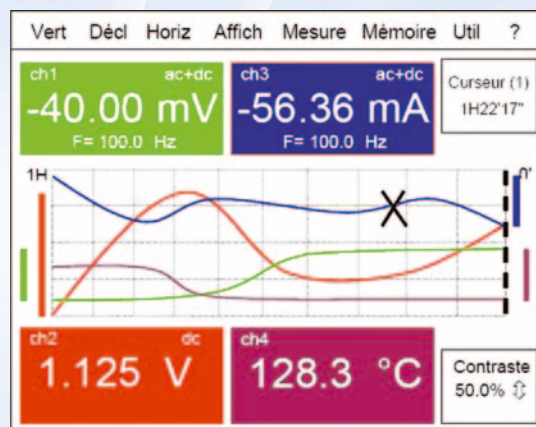 Vert Décl Horiz Affich Mesure Mémoire Util ?
ch1 ac+dc
-40.00 mV
F= 100.0 Hz
ch3 ac+dc
-56.36 mA
F= 100.0 Hz
Curseur (1)
1H22'17"
1H
0'
ch2 dc
1.125 V
ch4
128.3 °C
Contraste
50.0%